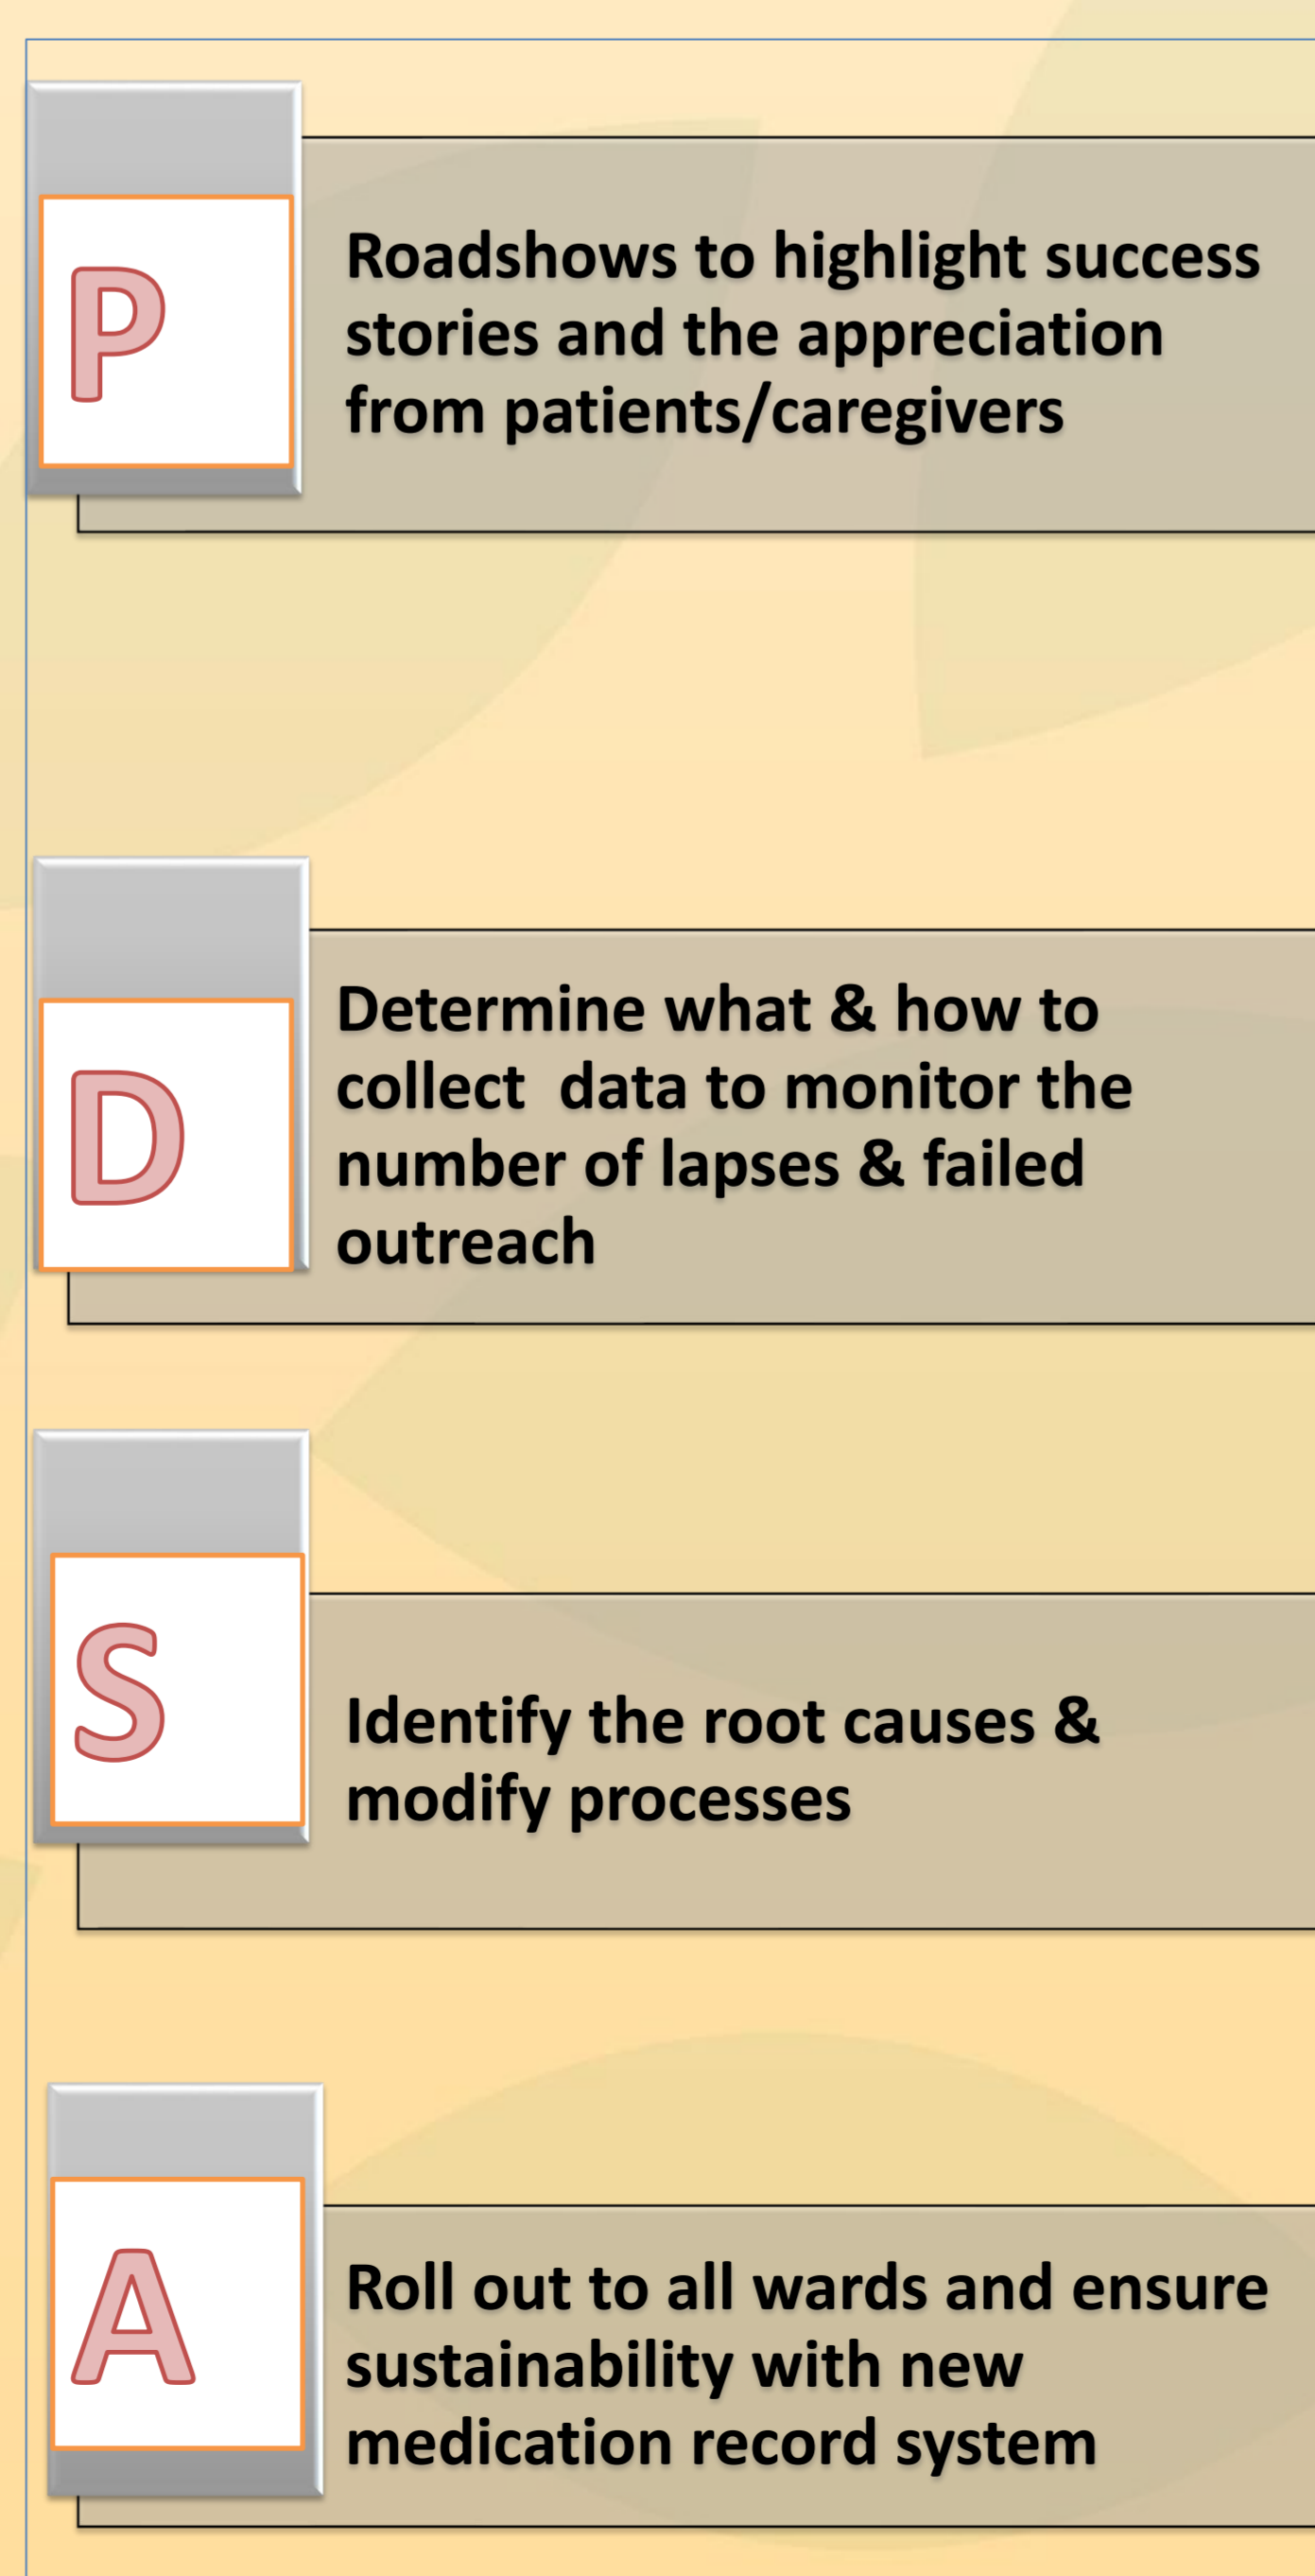 P
Roadshows to highlight success
stories and the appreciation
from patients/caregivers
D
Determine what & how to
collect  data to monitor the
number of lapses & failed
outreach
S
Identify the root causes &
modify processes
A
Roll out to all wards and ensure
sustainability with new
medication record system